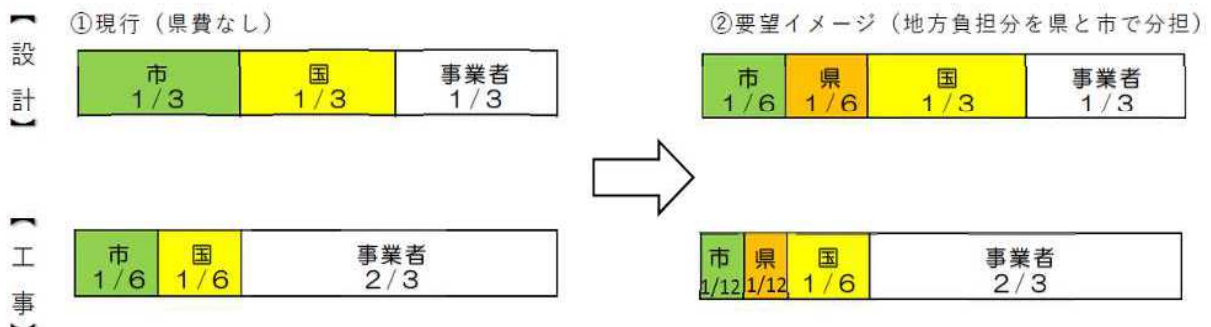 ①現行（県費なし）
②要望イメージ（地方負担分を県と市で分担）
【設計】
市 国 事業者
1/3 1/3 1/3
市 県 国 事業者
1/6 1/6 1/3 1/3
【工事】
市 国 事業者
1/6 1/6 2/3
市 県 国 事業者
1/12 1/12 1/6 2/3